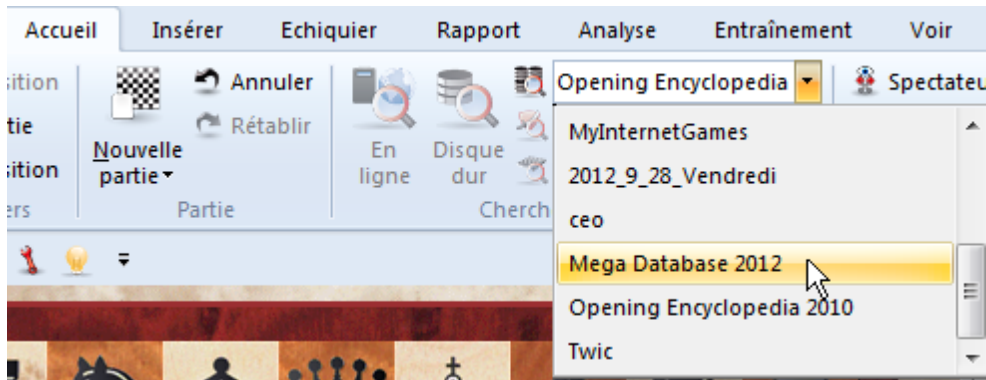 Accueil Insérer Echiquier Rapport Analyse Entraînement Voir
Annuler
Rétablir
Nouvelle
partie
Partie
En
ligne
Disque
dur
Opening Encyclopedia
MyInternetGames
2012_9_28_Vendredi
ceo
Mega Database 2012
Opening Encyclopedia 2010
Twic